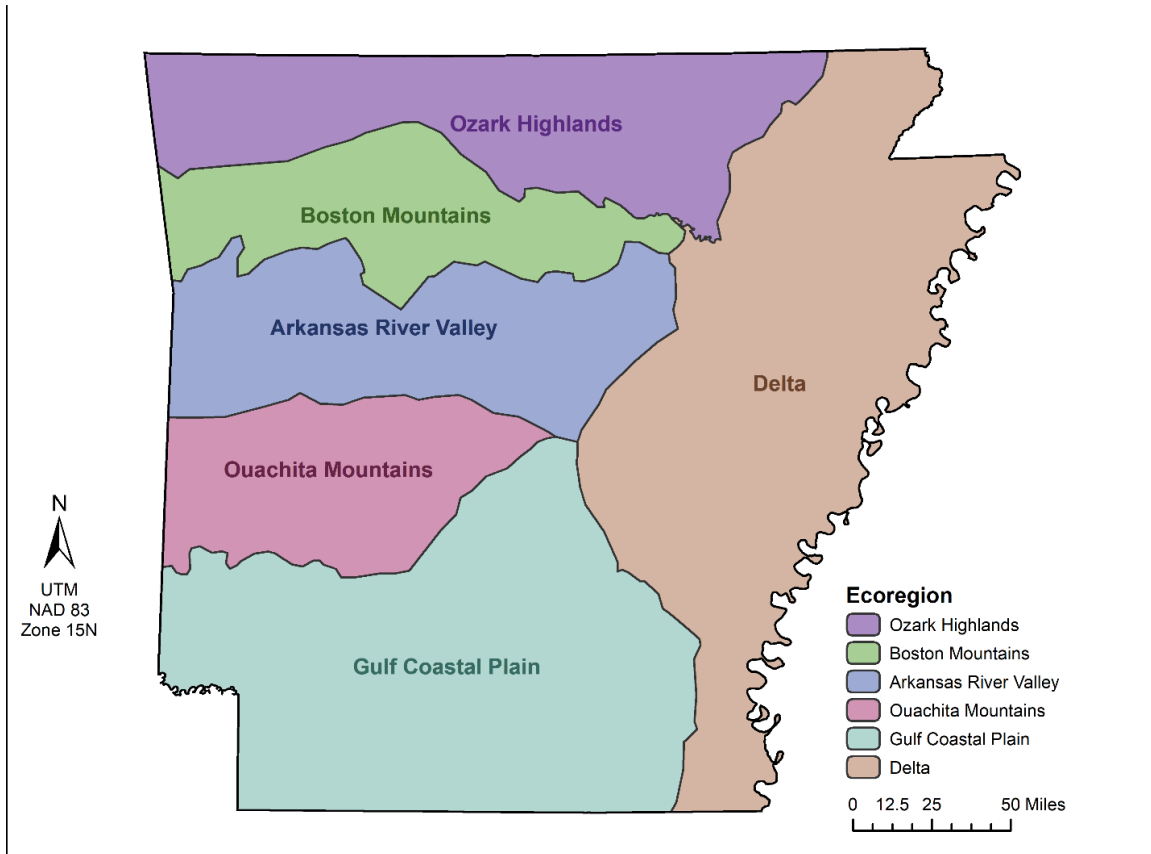 Ozark Highlands
Boston Mountains
Arkansas River Valley
Delta
Ouachita Mountains
Gulf Coastal Plain
N
UTM
NAD 83
Zone 15N
Ecoregion
Ozark Highlands
Boston Mountains
Arkansas River Valley
Ouachita Mountains
Gulf Coastal Plain
Delta
0 12.5 25 50 Miles